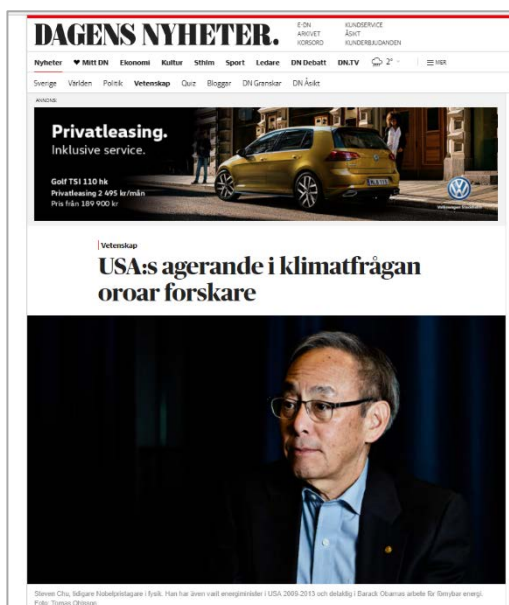 DAGENS NYHETER.
E-DN
ARKIVET
KORSORD
KUNDSERVICE
ÅSIKT
KUNDERBJUDANDEN
Nyheter ♥ Mitt DN Ekonomi Kultur Sthlm Sport Ledare DN Debatt DN.TV 2° MER
Sverige Världen Politik Vetenskap Quiz Bloggar DN Granskar DN Åsikt
ANNONS
Privatleasing.
Inklusive service.
Golf TSI 110 hk
Privatleasing 2 495 kr/mån
Pris från 189 900 kr
Vetenskap
USA:s agerande i klimatfrågan
oroar forskare
Steven Chu, tidigare Nobelpristagare i fysik. Han har även varit energiminister i USA 2009-2013 och delaktig i Barack Obamas arbete för förnybar energi.
Foto: Tomas Ohlsson